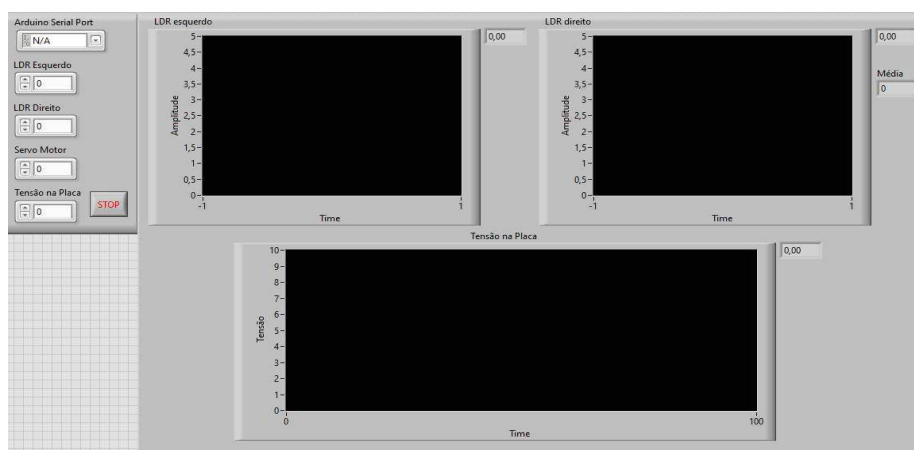 Arduino Serial Port
N/A
LDR Esquerdo
0
LDR Direito
0
Servo Motor
0
Tensão na Placa
0
STOP
LDR esquerdo
0,00
5
4,5
4
3,5
3
2,5
2
1,5
1
0,5
0
Amplitude
-1
1
Time
LDR direito
0,00
Média
0
5
4,5
4
3,5
3
2,5
2
1,5
1
0,5
0
Amplitude
-1
1
Time
Tensão na Placa
0,00
10
9
8
7
6
5
4
3
2
1
0
Tensão
0
100
Time